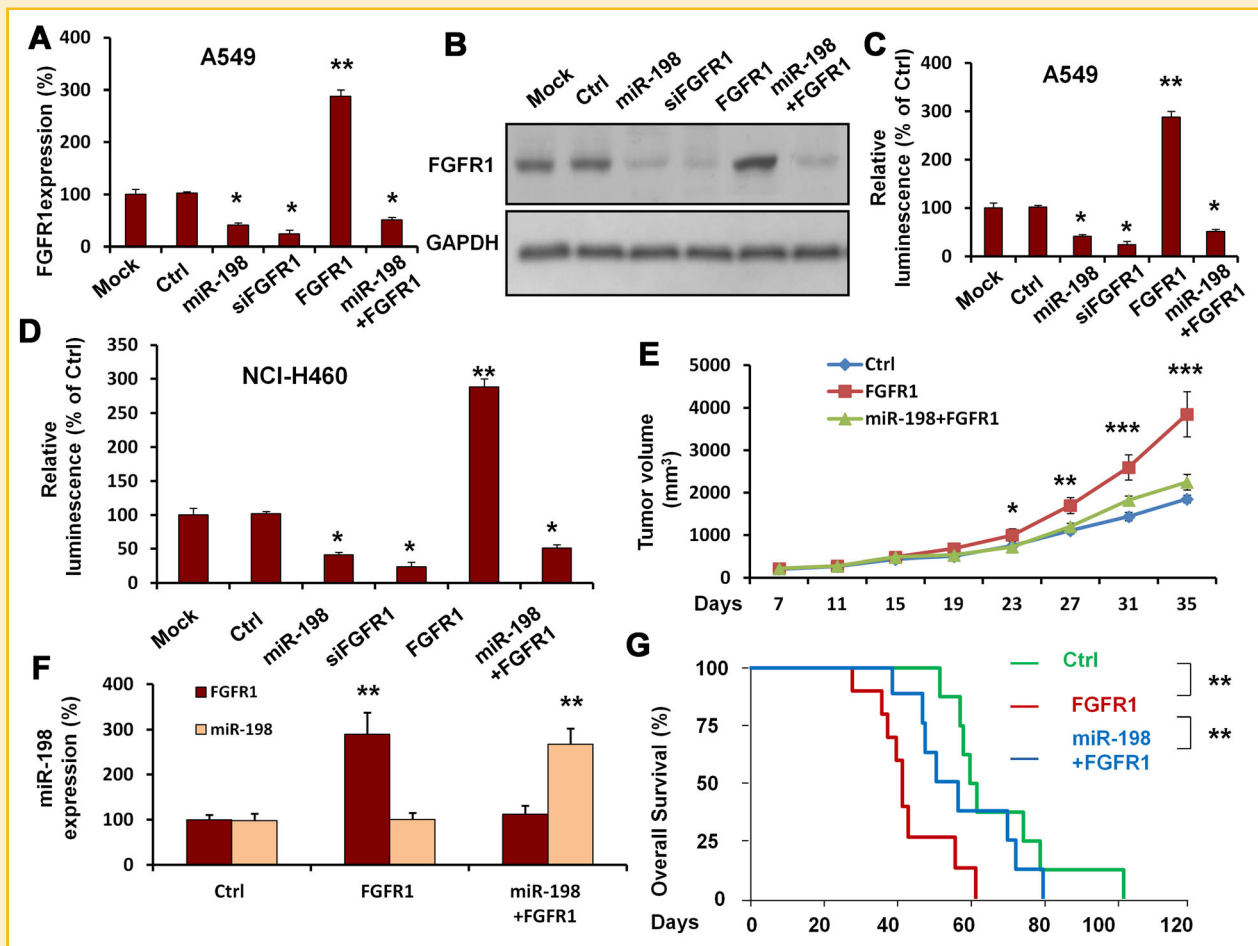 A
A549
FGFR1expression (%)
400
300
200
100
0
**
*
*
*
Mock
Ctrl
miR-198
siFGFR1
FGFR1
miR-198
+FGFR1
B
Mock
Ctrl
miR-198
siFGFR1
FGFR1
miR-198
+FGFR1
FGFR1
GAPDH
C
A549
Relative
luminescence (% of Ctrl)
400
300
200
100
0
**
*
*
*
Mock
Ctrl
miR-198
siFGFR1
FGFR1
miR-198
+FGFR1
D
NCI-H460
Relative
luminescence (% of Ctrl)
350
300
250
200
150
100
50
0
**
*
*
*
Mock
Ctrl
miR-198
siFGFR1
FGFR1
miR-198
+FGFR1
E
Ctrl
FGFR1
miR-198+FGFR1
Tumor volume
(mm³)
5000
4000
3000
2000
1000
0
*
**
***
***
Days 7 11 15 19 23 27 31 35
F
FGFR1
miR-198
miR-198
expression (%)
400
300
200
100
0
**
**
Ctrl
FGFR1
miR-198
+FGFR1
G
Ctrl
FGFR1
miR-198
+FGFR1
**
**
Overall Survival (%)
100
75
50
25
0
Days 0 20 40 60 80 100 120